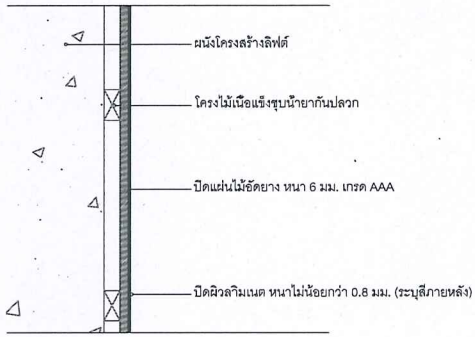 ผนังโครงสร้างลิฟต์
โครงไม้เนื้อแข็งชุบน้ำยากันปลวก
ปิดแผ่นไม้อัดยาง หนา 6 มม. เกรด AAA
ปิดผิวลามิเนต หนาไม่น้อยกว่า 0.8 มม. (ระบุสีภายหลัง)